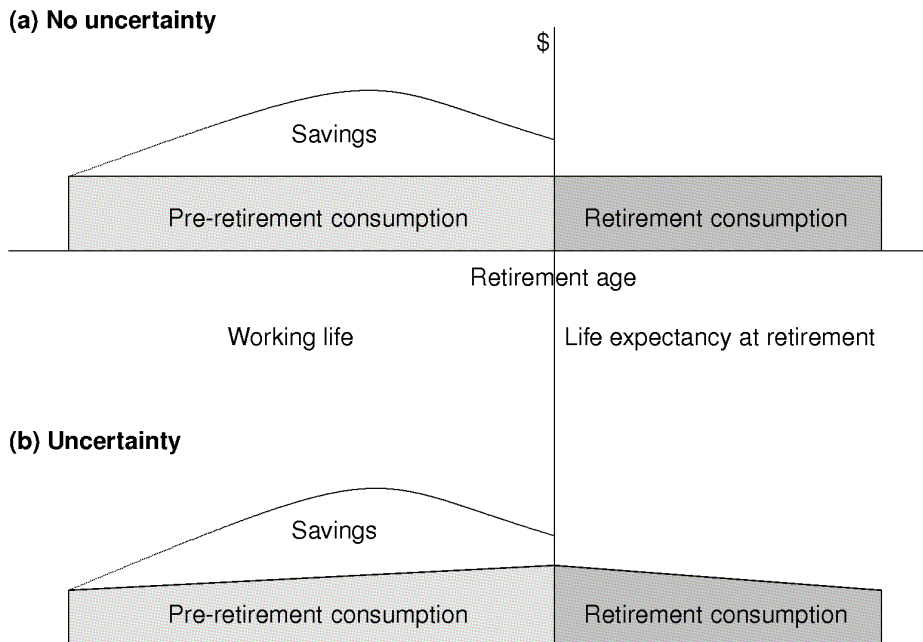 (a) No uncertainty
$
Savings
Pre-retirement consumption
Retirement consumption
Retirement age
Working life
Life expectancy at retirement
(b) Uncertainty
Savings
Pre-retirement consumption
Retirement consumption